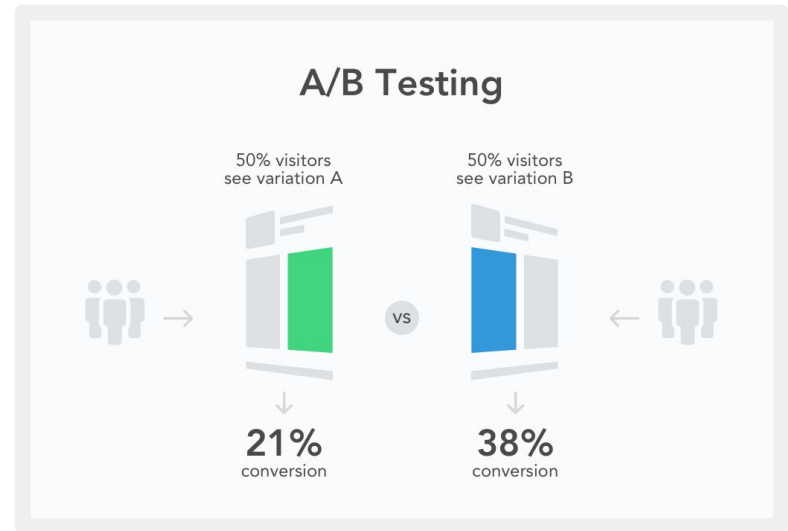 A/B Testing
50% visitors
see variation A
50% visitors
see variation B
vs
21%
conversion
38%
conversion